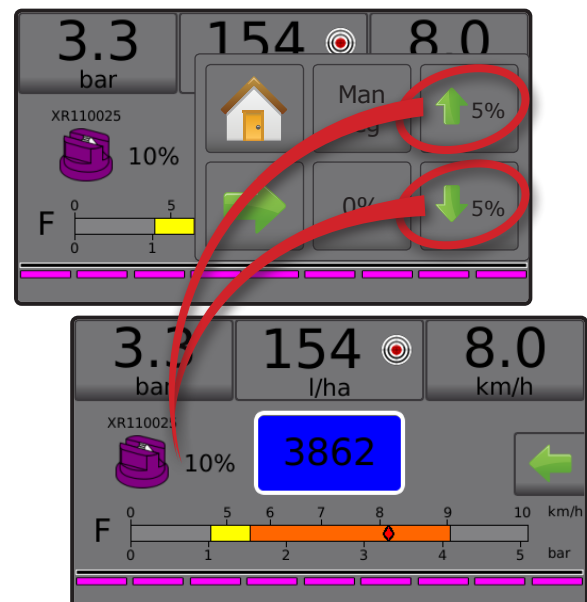 3.3 154 8.0
bar
XR110025
Man
5%
10%
0%
5%
0 5
F
0 1
3.3 154 8.0
bar l/ha km/h
XR110025
10%
3862
0 5 6 7 8 9 10 km/h
F
0 1 2 3 4 5 bar